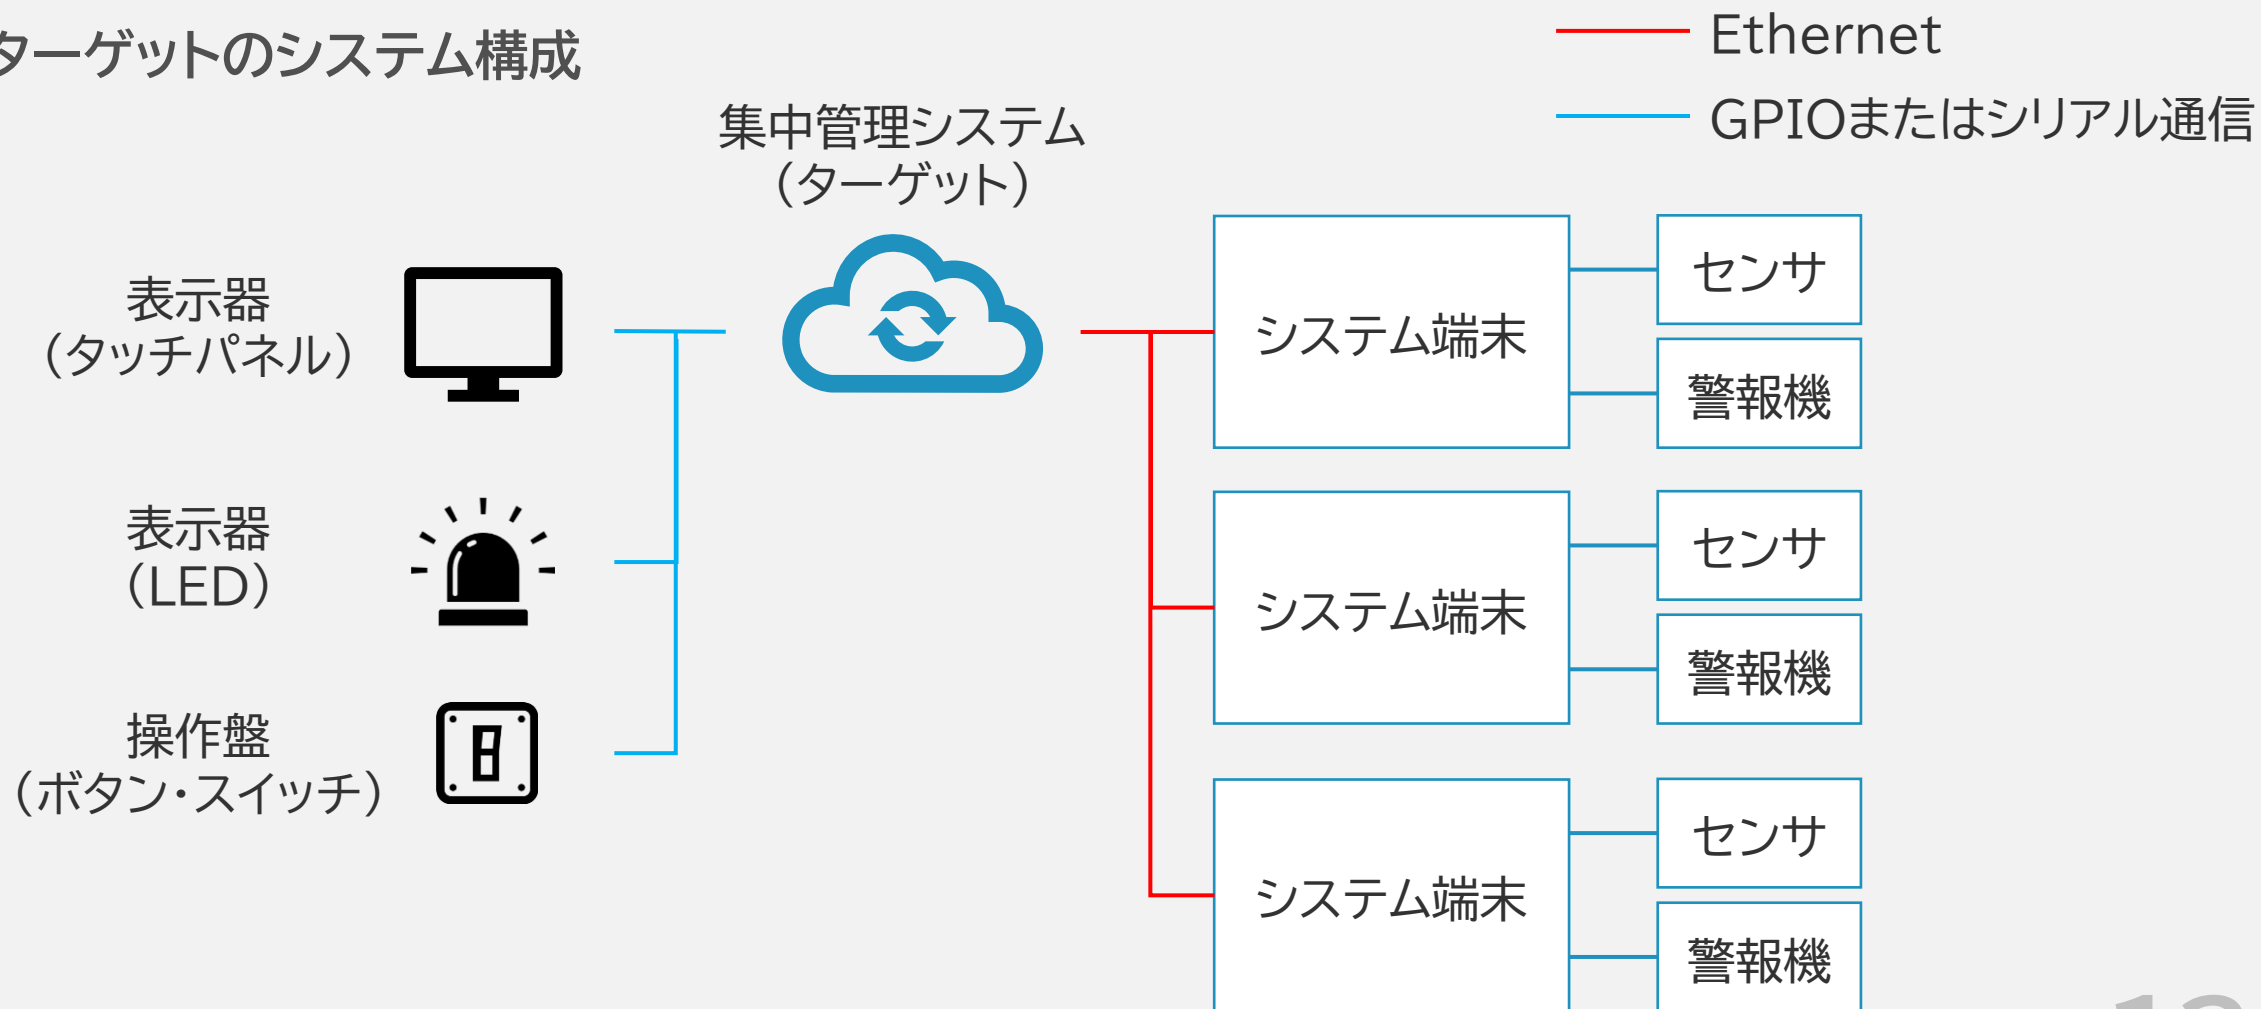 ターゲットのシステム構成
Ethernet
GPIOまたはシリアル通信
集中管理システム
（ターゲット）
表示器
（タッチパネル）
表示器
（LED）
操作盤
（ボタン・スイッチ）
システム端末
センサ
警報機
システム端末
センサ
警報機
システム端末
センサ
警報機